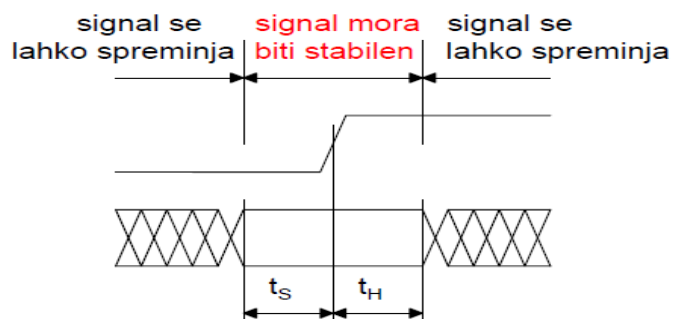 signal se
lahko spreminja
signal mora
biti stabilen
signal se
lahko spreminja
tS
tH